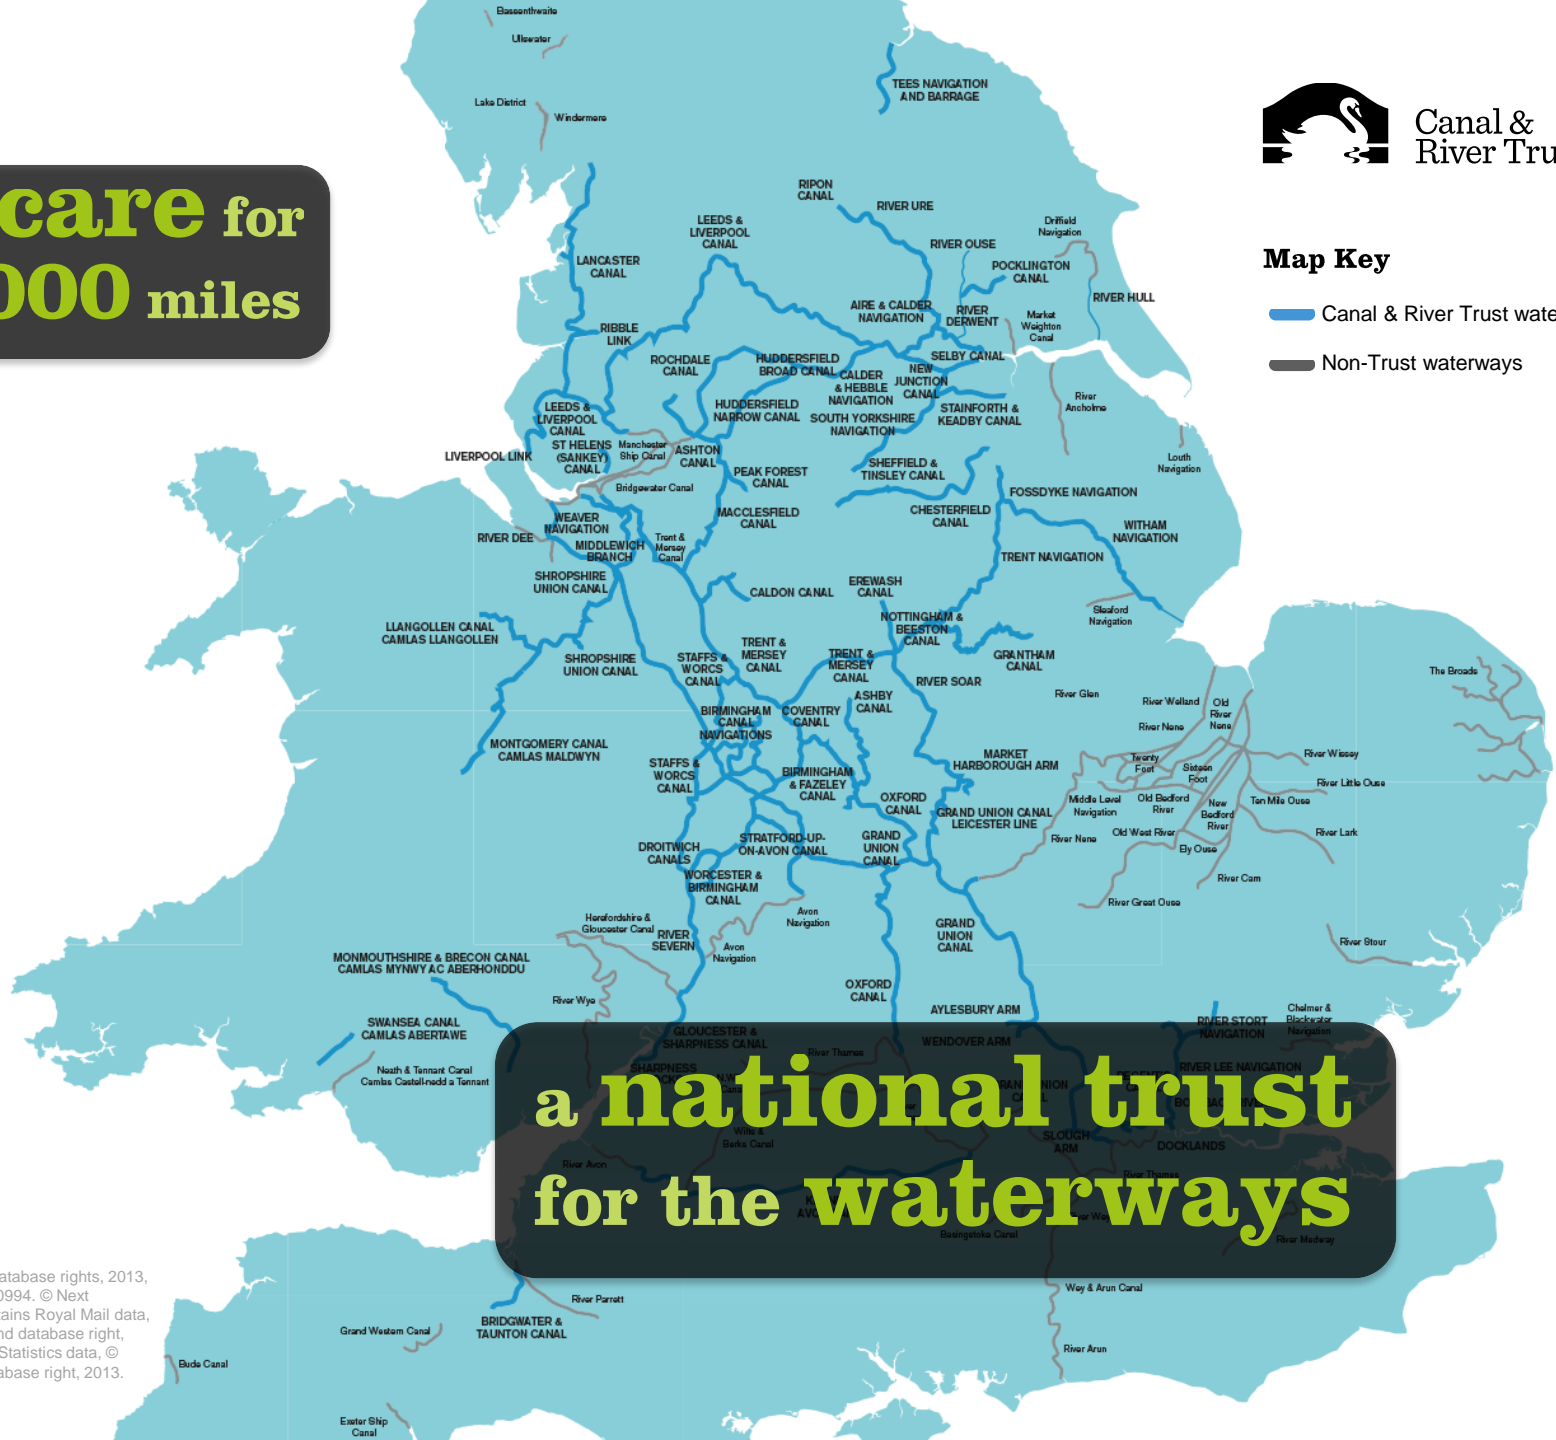 Bassenthwaite
Ullswater
TEES NAVIGATION
AND BARRAGE
Lake District
Windermere
Canal &
River Tru
care for
000 miles
RIPON
CANAL
RIVER URE
LEEDS &
LIVERPOOL
CANAL
Driffield
Navigation
RIVER OUSE
LANCASTER
CANAL
POCKLINGTON
CANAL
Map Key
RIVER HULL
AIRE & CALDER
NAVIGATION
RIVER
DERWENT
Market
Weighton
Canal
Canal & River Trust wate
RIBBLE
LINK
Non-Trust waterways
ROCHDALE
CANAL
HUDDERSFIELD
BROAD CANAL
SELBY CANAL
CALDER
& HEBBLE
NAVIGATION
NEW
JUNCTION
CANAL
River
Ancholme
LEEDS &
LIVERPOOL
CANAL
HUDDERSFIELD
NARROW CANAL
SOUTH YORKSHIRE
NAVIGATION
STAINFORTH &
KEADBY CANAL
LIVERPOOL LINK
ST HELENS
(SANKEY)
CANAL
Manchester
Ship Canal
ASHTON
CANAL
SHEFFIELD &
TINSLEY CANAL
Louth
Navigation
PEAK FOREST
CANAL
Bridgewater Canal
FOSSDYKE NAVIGATION
MACCLESFIELD
CANAL
CHESTERFIELD
CANAL
WEAVER
NAVIGATION
WITHAM
NAVIGATION
RIVER DEE
MIDDLEWICH
BRANCH
Trent &
Mersey
Canal
TRENT NAVIGATION
SHROPSHIRE
UNION CANAL
CALDON CANAL
EREWASH
CANAL
Sleaford
Navigation
LLANGOLLEN CANAL
CAMLAS LLANGOLLEN
NOTTINGHAM &
BEESTON
CANAL
SHROPSHIRE
UNION CANAL
STAFFS &
WORCS
CANAL
TRENT &
MERSEY
CANAL
TRENT &
MERSEY
CANAL
GRANTHAM
CANAL
The Broads
RIVER SOAR
ASHBY
CANAL
River Glen
River Welland
Old
River
Nene
BIRMINGHAM
CANAL
NAVIGATIONS
COVENTRY
CANAL
River Nene
MONTGOMERY CANAL
CAMLAS MALDWYN
MARKET
HARBOROUGH ARM
River Wissey
Twenty
Foot
Sixteen
Foot
STAFFS &
WORCS
CANAL
BIRMINGHAM
& FAZELEY
CANAL
River Little Ouse
OXFORD
CANAL
Middle Level
Navigation
Old Bedford
River
New
Bedford
River
Ten Mile Ouse
GRAND UNION CANAL
LEICESTER LINE
River Nene
Old West River
River Lark
DROITWICH
CANALS
STRATFORD-UP-
ON-AVON CANAL
GRAND
UNION
CANAL
Ely Ouse
WORCESTER &
BIRMINGHAM
CANAL
River Cam
River Great Ouse
Herefordshire &
Gloucester Canal
Avon
Navigation
RIVER
SEVERN
Avon
Navigation
GRAND
UNION
CANAL
River Stour
MONMOUTHSHIRE & BRECON CANAL
CAMLAS MYNWY AC ABERHONDDU
River Wye
OXFORD
CANAL
AYLESBURY ARM
SWANSEA CANAL
CAMLAS ABERTAWE
Chelmer &
Blackwater
Navigation
RIVER STORT
NAVIGATION
GLOUCESTER &
SHARPNESS CANAL
WENDOVER ARM
River Thames
Neath & Tennant Canal
Camlas Castell-nedd a Tennant
SHARPNESS
RIVER LEE NAVIGATION
a national trust
Wilts &
Berks Canal
SLOUGH
ARM
DOCKLANDS
River Avon
River Thames
for the waterways
Basingstoke Canal
River Medway
Wey & Arun Canal
River Parrett
BRIDGWATER &
TAUNTON CANAL
Grand Western Canal
River Arun
Bude Canal
Exeter Ship
Canal
atabase rights, 2013,
0994. © Next
tains Royal Mail data,
nd database right,
Statistics data, ©
abase right, 2013.